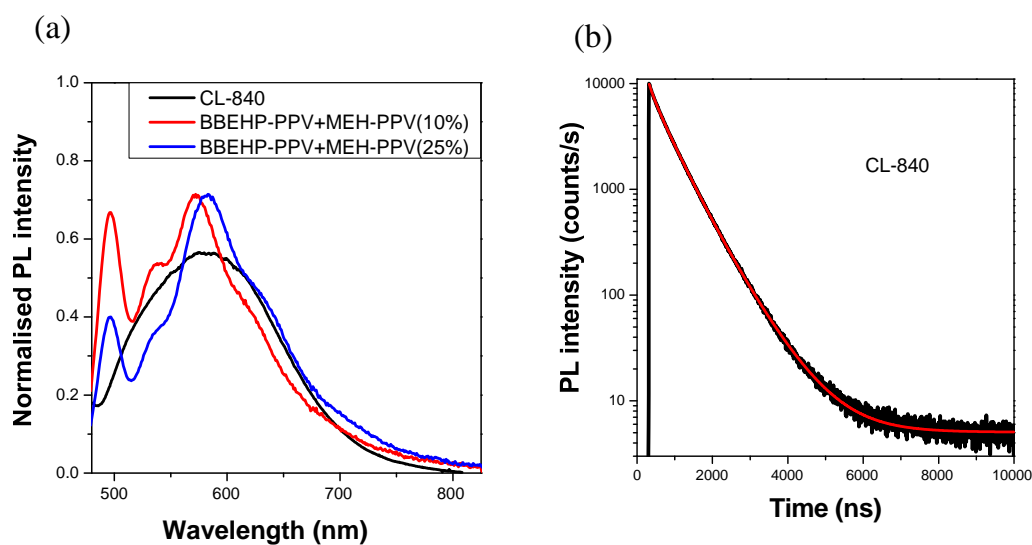 (a)
1.0
0.8
0.6
0.4
0.2
0.0
500
600
700
800
Normalised PL intensity
Wavelength (nm)
CL-840
BBEHP-PPV+MEH-PPV(10%)
BBEHP-PPV+MEH-PPV(25%)
(b)
10000
1000
100
10
0
2000
4000
6000
8000
10000
PL intensity (counts/s)
Time (ns)
CL-840